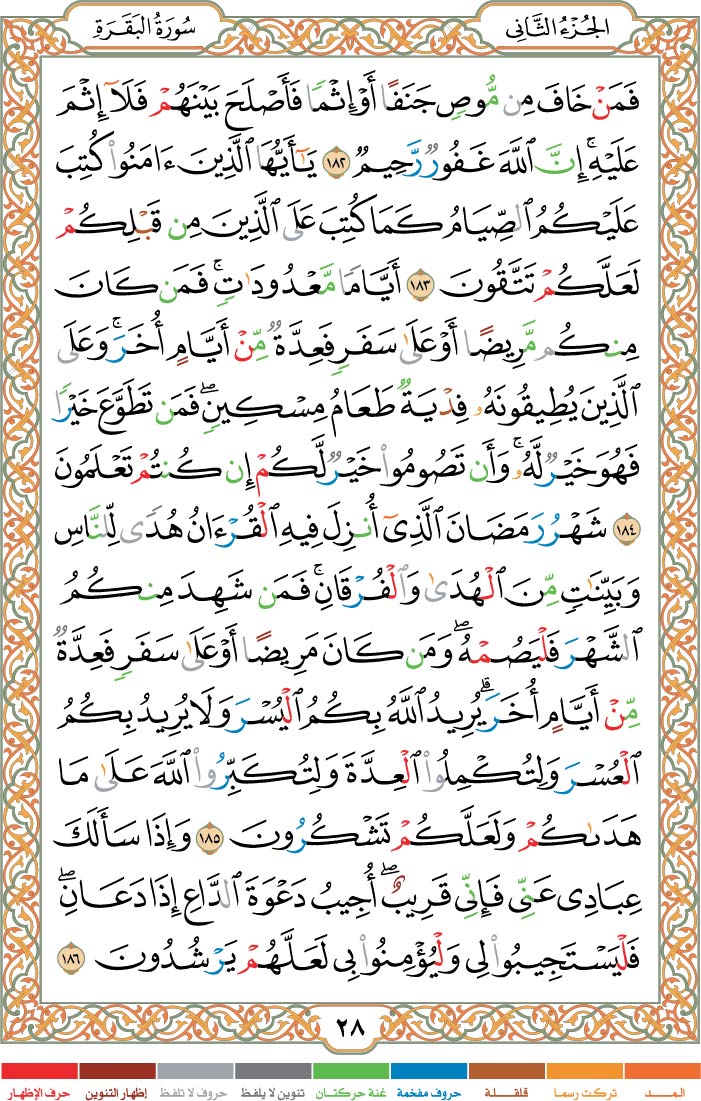 الجُزْءُ الثَّانِي
سُورَةُ البَقَرَةِ
فَمَنْ خَافَ مِن مُّوصٍ جَنَفًا أَوْ إِثْمًا فَأَصْلَحَ بَيْنَهُمْ فَلَآ إِثْمَ
عَلَيْهِ ۚ إِنَّ ٱللَّهَ غَفُورٌ رَّحِيمٌ ١٨٢ يَـٰٓأَيُّهَا ٱلَّذِينَ ءَامَنُوا۟ كُتِبَ
عَلَيْكُمُ ٱلصِّيَامُ كَمَا كُتِبَ عَلَى ٱلَّذِينَ مِن قَبْلِكُمْ
لَعَلَّكُمْ تَتَّقُونَ ١٨٣ أَيَّامًا مَّعْدُودَٰتٍ ۚ فَمَن كَانَ
مِنكُم مَّرِيضًا أَوْ عَلَىٰ سَفَرٍ فَعِدَّةٌ مِّنْ أَيَّامٍ أُخَرَ ۚ وَعَلَى
ٱلَّذِينَ يُطِيقُونَهُۥ فِدْيَةٌ طَعَامُ مِسْكِينٍ ۖ فَمَن تَطَوَّعَ خَيْرًا
فَهُوَ خَيْرٌ لَّهُۥ ۚ وَأَن تَصُومُوا۟ خَيْرٌ لَّكُمْ إِن كُنتُمْ تَعْلَمُونَ
١٨٤ شَهْرُ رَمَضَانَ ٱلَّذِىٓ أُنزِلَ فِيهِ ٱلْقُرْءَانُ هُدًى لِّلنَّاسِ
وَبَيِّنَـٰتٍ مِّنَ ٱلْهُدَىٰ وَٱلْفُرْقَانِ ۚ فَمَن شَهِدَ مِنكُمُ
ٱلشَّهْرَ فَلْيَصُمْهُ ۖ وَمَن كَانَ مَرِيضًا أَوْ عَلَىٰ سَفَرٍ فَعِدَّةٌ
مِّنْ أَيَّامٍ أُخَرَ ۗ يُرِيدُ ٱللَّهُ بِكُمُ ٱلْيُسْرَ وَلَا يُرِيدُ بِكُمُ
ٱلْعُسْرَ وَلِتُكْمِلُوا۟ ٱلْعِدَّةَ وَلِتُكَبِّرُوا۟ ٱللَّهَ عَلَىٰ مَا
هَدَىٰكُمْ وَلَعَلَّكُمْ تَشْكُرُونَ ١٨٥ وَإِذَا سَأَلَكَ
عِبَادِى عَنِّى فَإِنِّى قَرِيبٌ ۖ أُجِيبُ دَعْوَةَ ٱلدَّاعِ إِذَا دَعَانِ ۖ
فَلْيَسْتَجِيبُوا۟ لِى وَلْيُؤْمِنُوا۟ بِى لَعَلَّهُمْ يَرْشُدُونَ ١٨٦
٢٨
المـــد تركت رسما قلقـــلة حروف مفخمة غنة حركتان تنوين لا يلفظ حروف لا تلفظ إظهار التنوين حرف الإظهار